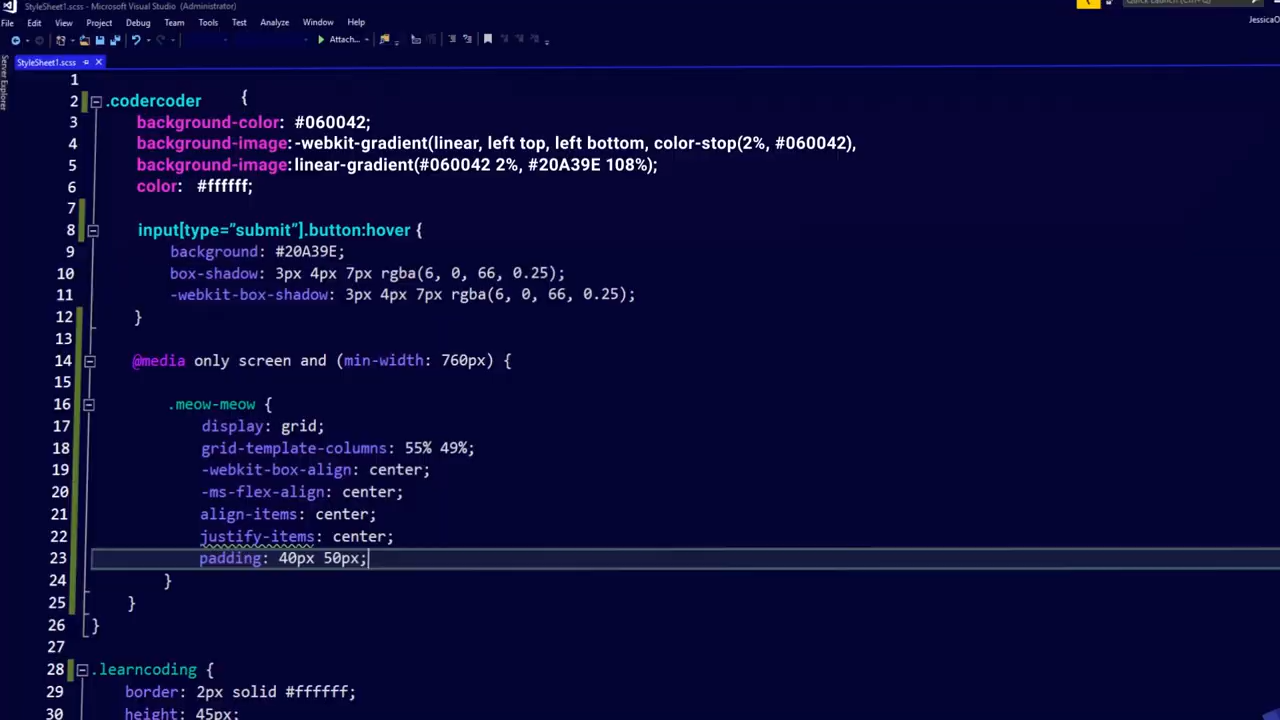 StyleSheet1.scss - Microsoft Visual Studio (Administrator)
Quick Launch (Ctrl+Q)
File Edit View Project Debug Team Tools Test Analyze Window Help
JessicaO
Attach...
Server Explorer
StyleSheet1.scss
1
2 .codercoder {
3 background-color: #060042;
4 background-image:-webkit-gradient(linear, left top, left bottom, color-stop(2%, #060042),
5 background-image:linear-gradient(#060042 2%, #20A39E 108%);
6 color: #ffffff;
7
8 input[type=”submit”].button:hover {
9 background: #20A39E;
10 box-shadow: 3px 4px 7px rgba(6, 0, 66, 0.25);
11 -webkit-box-shadow: 3px 4px 7px rgba(6, 0, 66, 0.25);
12 }
13
14 @media only screen and (min-width: 760px) {
15
16 .meow-meow {
17 display: grid;
18 grid-template-columns: 55% 49%;
19 -webkit-box-align: center;
20 -ms-flex-align: center;
21 align-items: center;
22 justify-items: center;
23 padding: 40px 50px;
24 }
25 }
26 }
27
28 .learncoding {
29 border: 2px solid #ffffff;
30 height: 45px;